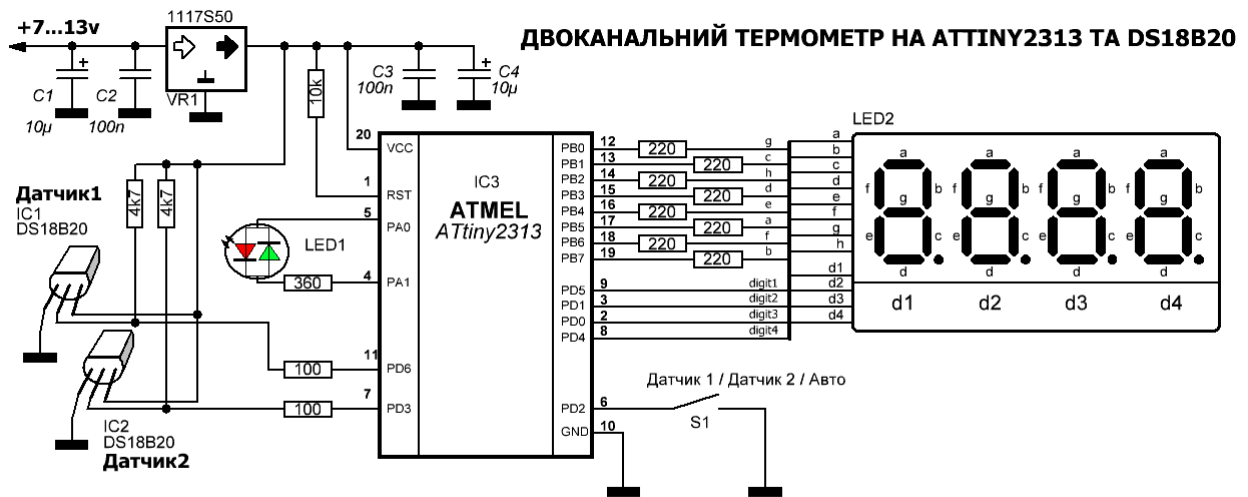 +7...13v
1117S50
VR1
C1
10µ
C2
100n
10k
C3
100n
C4
10µ
ДВОКАНАЛЬНИЙ ТЕРМОМЕТР НА ATTINY2313 ТА DS18B20
Датчик1
IC1
DS18B20
4k7
4k7
IC2
DS18B20
Датчик2
LED1
360
100
100
20
1
5
4
11
7
VCC
RST
PA0
PA1
PD6
PD3
IC3
ATMEL
ATtiny2313
PB0
PB1
PB2
PB3
PB4
PB5
PB6
PB7
PD5
PD1
PD0
PD4
PD2
GND
12
13
14
15
16
17
18
19
9
3
2
8
6
10
220
220
220
220
220
220
220
220
g
c
h
d
e
a
f
b
digit1
digit2
digit3
digit4
a
b
c
d
e
f
g
h
d1
d2
d3
d4
LED2
a
f
b
g
e
c
d
a
f
b
g
e
c
d
a
f
b
g
e
c
d
a
f
b
g
e
c
d
d1
d2
d3
d4
Датчик 1 / Датчик 2 / Авто
S1